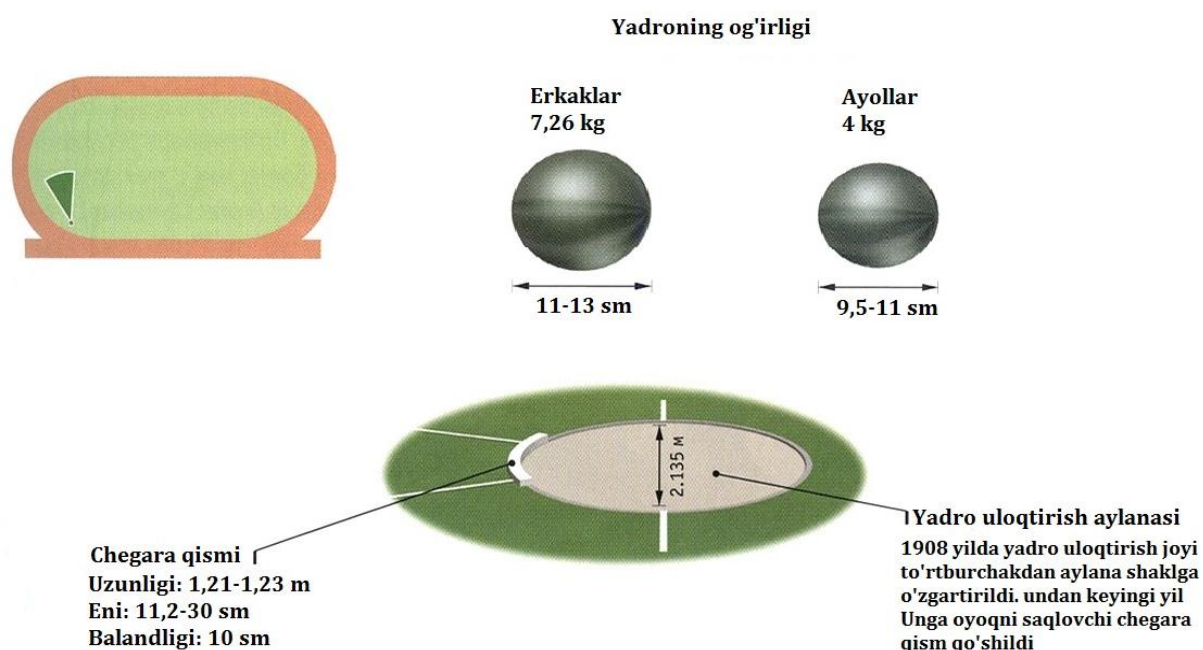 Yadroning og'irligi
Erkaklar
7,26 kg
Ayollar
4 kg
11-13 sm
9,5-11 sm
2.135 м
Chegara qismi
Uzunligi: 1,21-1,23 m
Eni: 11,2-30 sm
Balandligi: 10 sm
Yadro uloqtirish aylanasi
1908 yilda yadro uloqtirish joyi
to'rtburchakdan aylana shaklga
o'zgartirildi. undan keyingi yil
Unga oyoqni saqlovchi chegara
qism qo'shildi